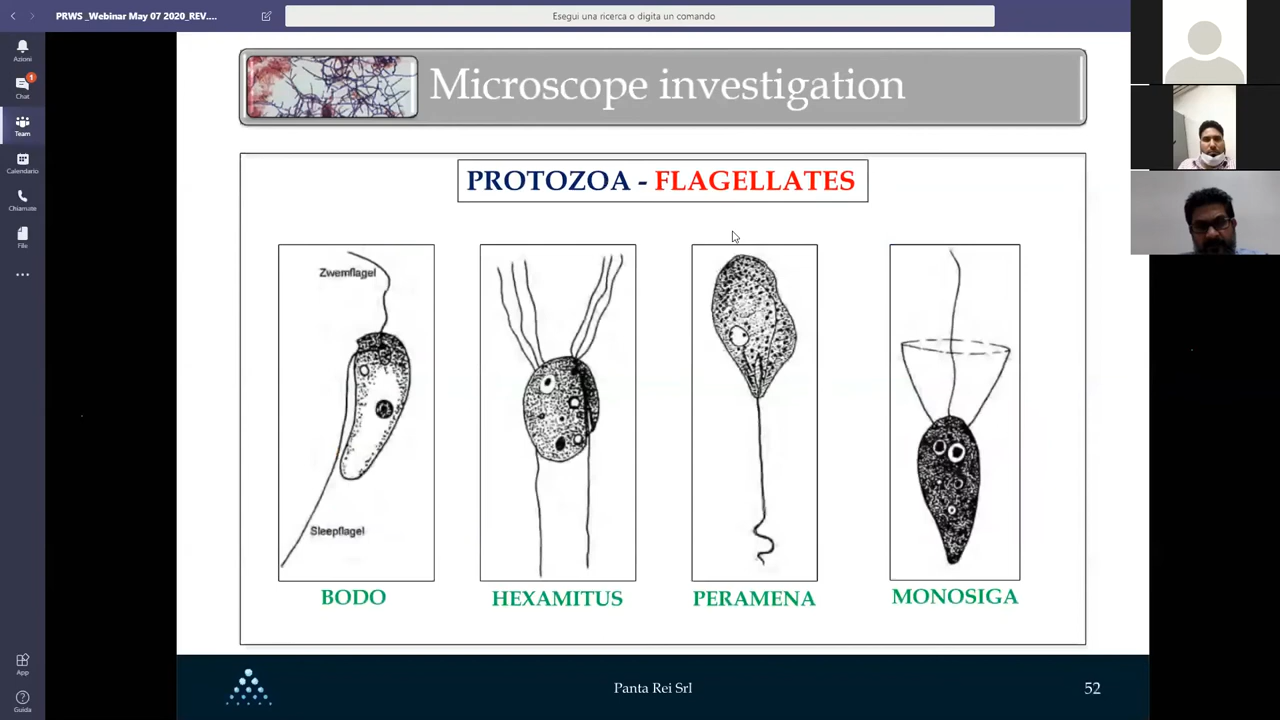 PRWS _Webinar May 07 2020_REV....
Esegui una ricerca o digita un comando
Azioni
Chat
1
Team
Calendario
Chiamate
File
App
Guida
Microscope investigation
PROTOZOA - FLAGELLATES
Zwemflagel
Sleepflagel
BODO
HEXAMITUS
PERAMENA
MONOSIGA
Panta Rei Srl
52